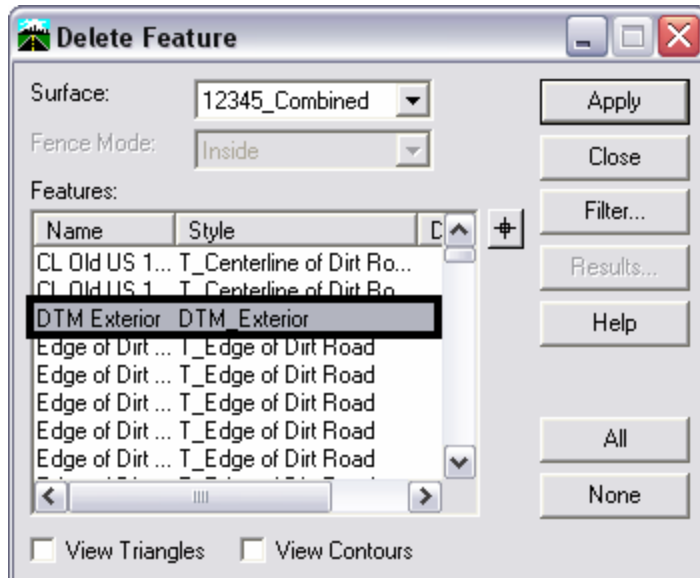 Delete Feature
Surface:
12345_Combined
Apply
Fence Mode:
Inside
Close
Features:
Filter...
Name Style D
CL Old US 1... T_Centerline of Dirt Ro...
Results...
CL Old US 1... T_Centerline of Dirt Ro...
DTM Exterior DTM_Exterior
Help
Edge of Dirt ... T_Edge of Dirt Road
Edge of Dirt ... T_Edge of Dirt Road
Edge of Dirt ... T_Edge of Dirt Road
Edge of Dirt ... T_Edge of Dirt Road
All
Edge of Dirt ... T_Edge of Dirt Road
None
View Triangles
View Contours